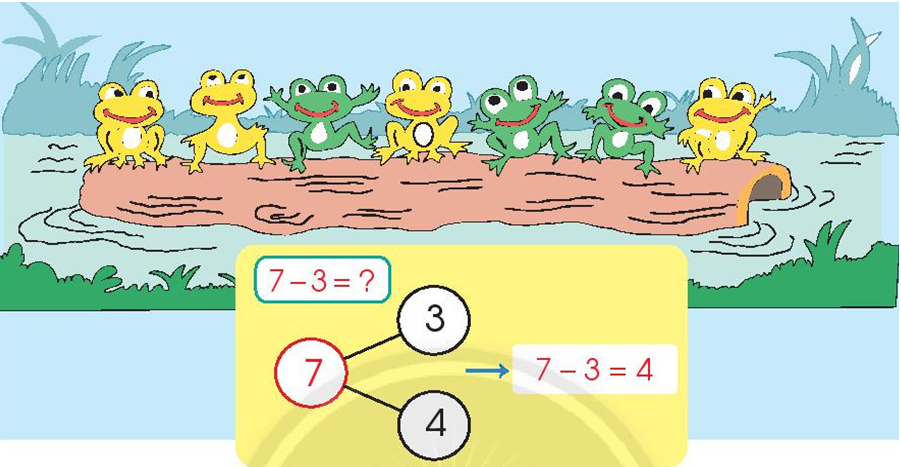 7 – 3 = ?
3
7
7 – 3 = 4
4